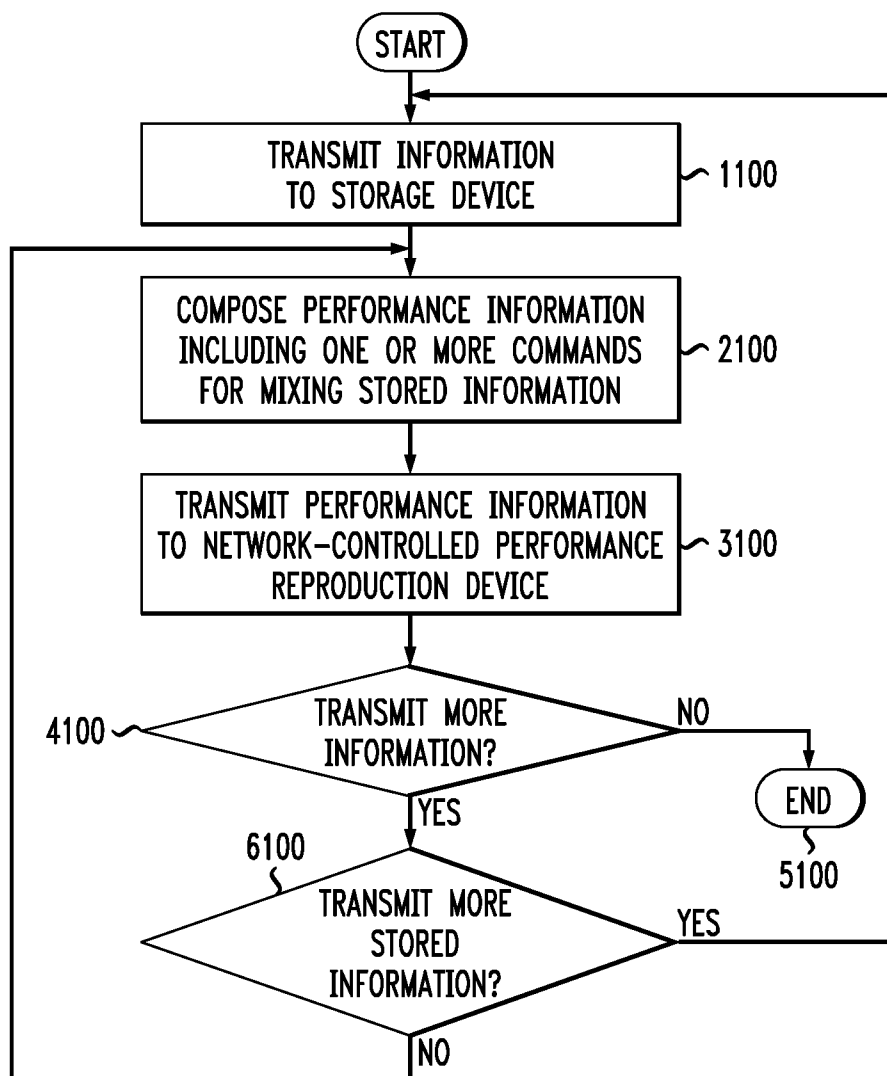 START
TRANSMIT INFORMATION
TO STORAGE DEVICE
1100
COMPOSE PERFORMANCE INFORMATION
INCLUDING ONE OR MORE COMMANDS
FOR MIXING STORED INFORMATION
2100
TRANSMIT PERFORMANCE INFORMATION
TO NETWORK-CONTROLLED PERFORMANCE
REPRODUCTION DEVICE
3100
4100
TRANSMIT MORE
INFORMATION?
NO
END
5100
YES
6100
TRANSMIT MORE
STORED
INFORMATION?
YES
NO